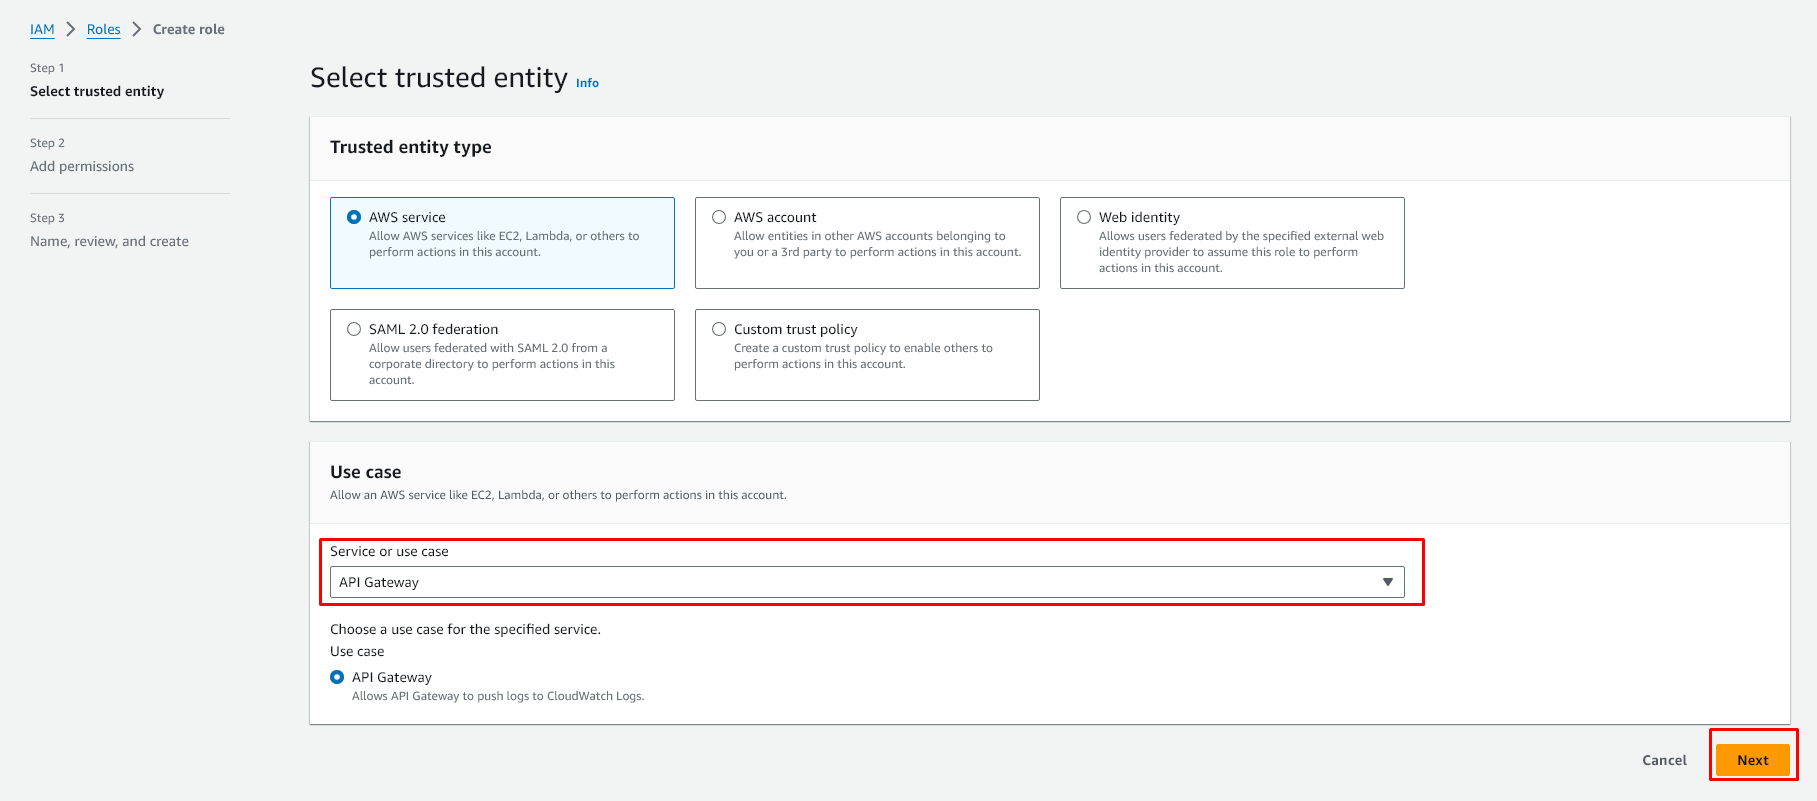 IAM > Roles > Create role
Step 1
Select trusted entity
Step 2
Add permissions
Step 3
Name, review, and create
Select trusted entity Info
Trusted entity type
AWS service
Allow AWS services like EC2, Lambda, or others to
perform actions in this account.
AWS account
Allow entities in other AWS accounts belonging to
you or a 3rd party to perform actions in this account.
Web identity
Allows users federated by the specified external web
identity provider to assume this role to perform
actions in this account.
SAML 2.0 federation
Allow users federated with SAML 2.0 from a
corporate directory to perform actions in this
account.
Custom trust policy
Create a custom trust policy to enable others to
perform actions in this account.
Use case
Allow an AWS service like EC2, Lambda, or others to perform actions in this account.
Service or use case
API Gateway
Choose a use case for the specified service.
Use case
API Gateway
Allows API Gateway to push logs to CloudWatch Logs.
Cancel
Next